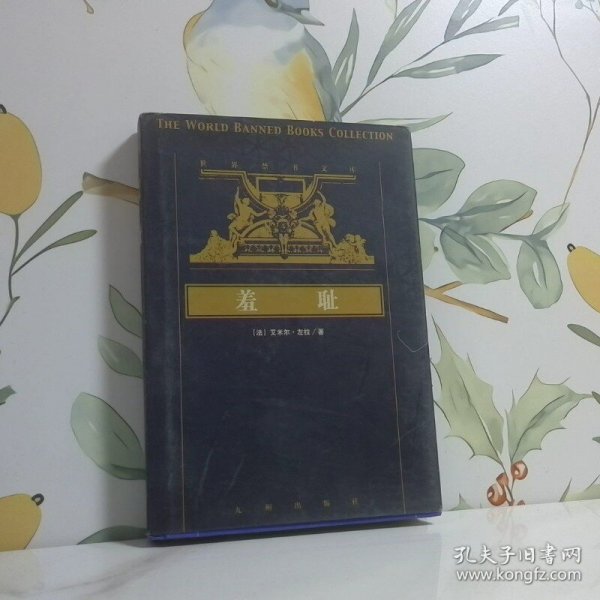 THE WORLD BANNED BOOKS COLLECTION
世界禁书文库
羞 耻
〔法〕艾米尔·左拉／著
九州出版社
孔夫子旧书网
www.kongfz.com